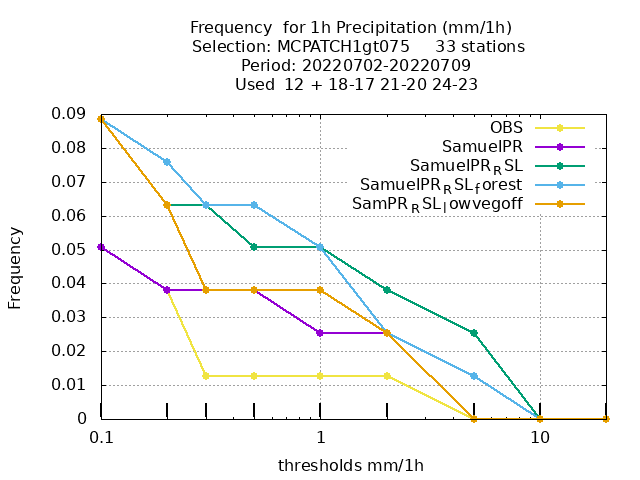 Frequency  for 1h Precipitation (mm/1h)
Selection: MCPATCH1gt075     33 stations
Period: 20220702-20220709
Used  12 + 18-17 21-20 24-23
0.09
0.08
0.07
0.06
0.05
0.04
0.03
0.02
0.01
0
Frequency
OBS
SamuelPR
SamuelPR_RSL
SamuelPR_RSL_forest
SamPR_RSL_lowvegoff
0.1 1 10
thresholds mm/1h